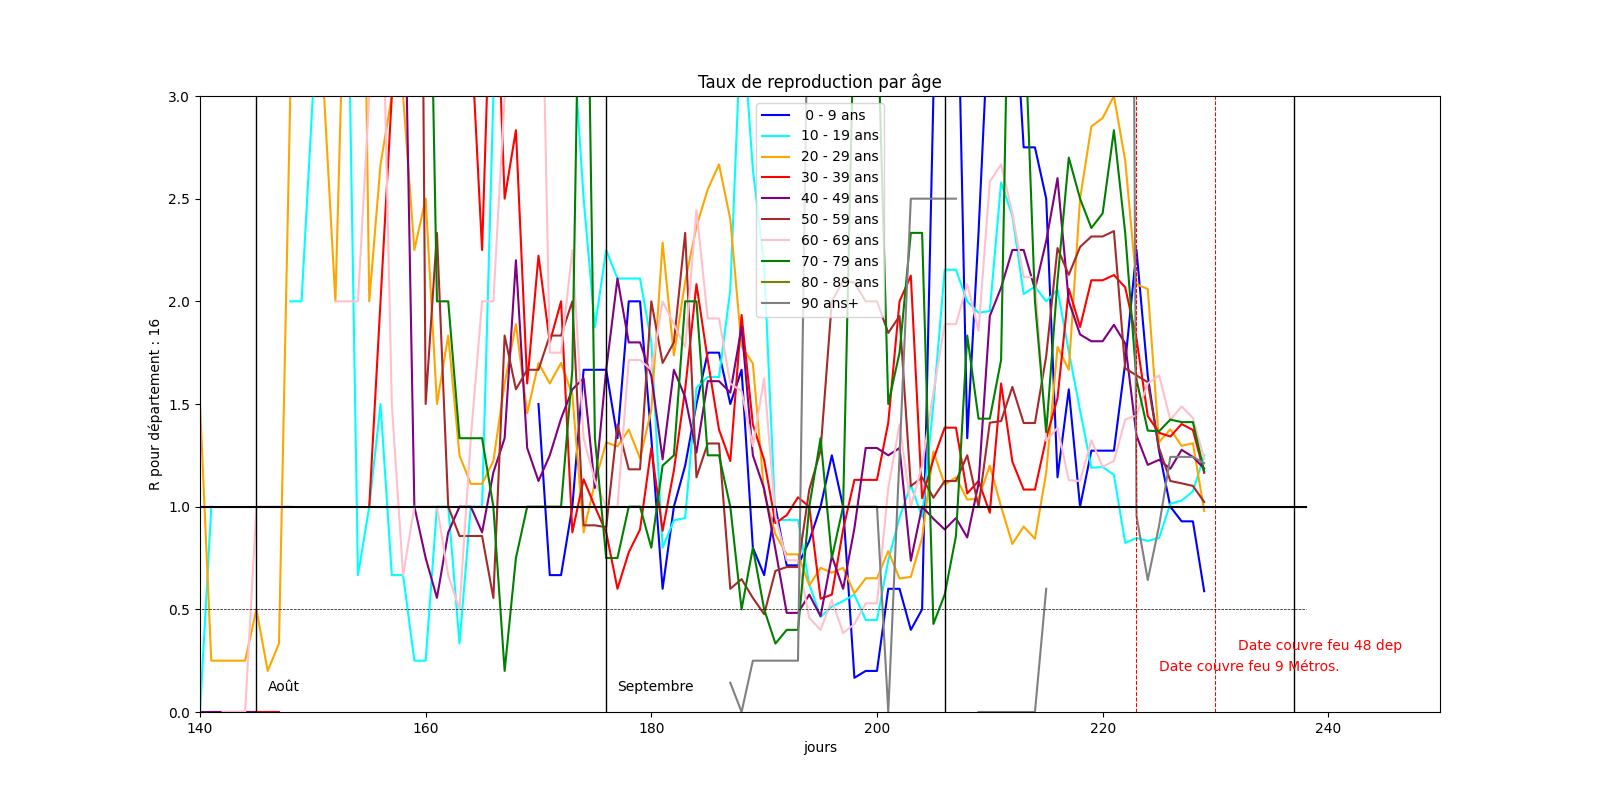 Taux de reproduction par âge
R pour département : 16
3.0
2.5
2.0
1.5
1.0
0.5
0.0
0 - 9 ans
10 - 19 ans
20 - 29 ans
30 - 39 ans
40 - 49 ans
50 - 59 ans
60 - 69 ans
70 - 79 ans
80 - 89 ans
90 ans+
Date couvre feu 48 dep
Date couvre feu 9 Métros.
Août
Septembre
140
160
180
200
220
240
jours